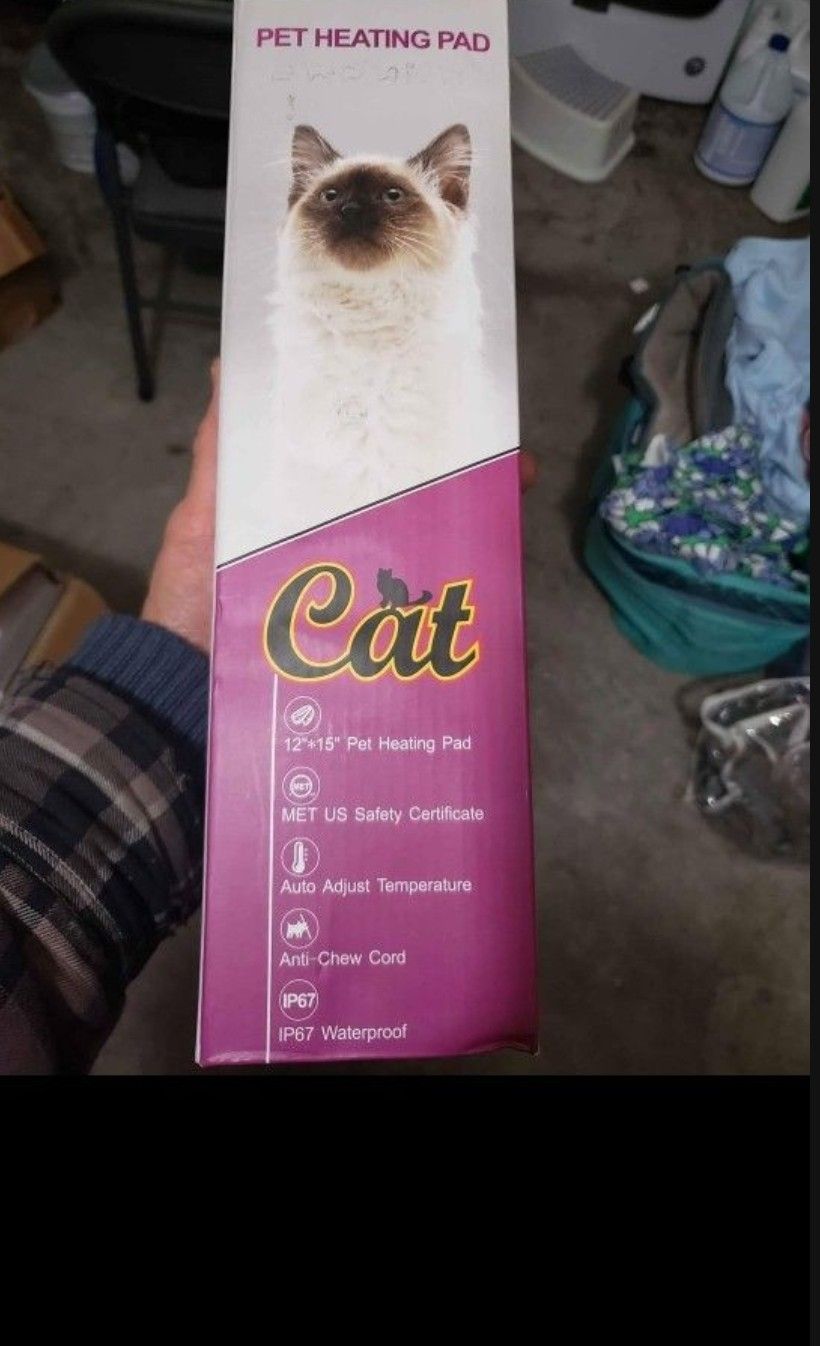 PET HEATING PAD
Cat
12"*15" Pet Heating Pad
MET
MET US Safety Certificate
Auto Adjust Temperature
Anti-Chew Cord
IP67
IP67 Waterproof